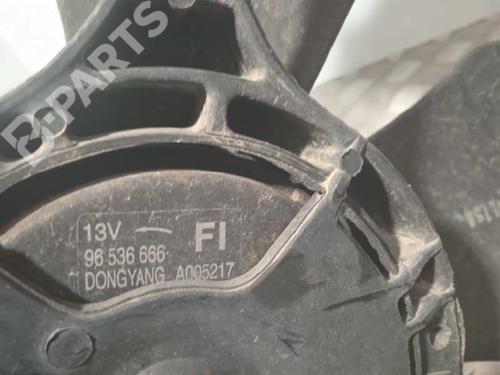 B-PARTS
13V FI
96 536 666
DONGYANG A005217